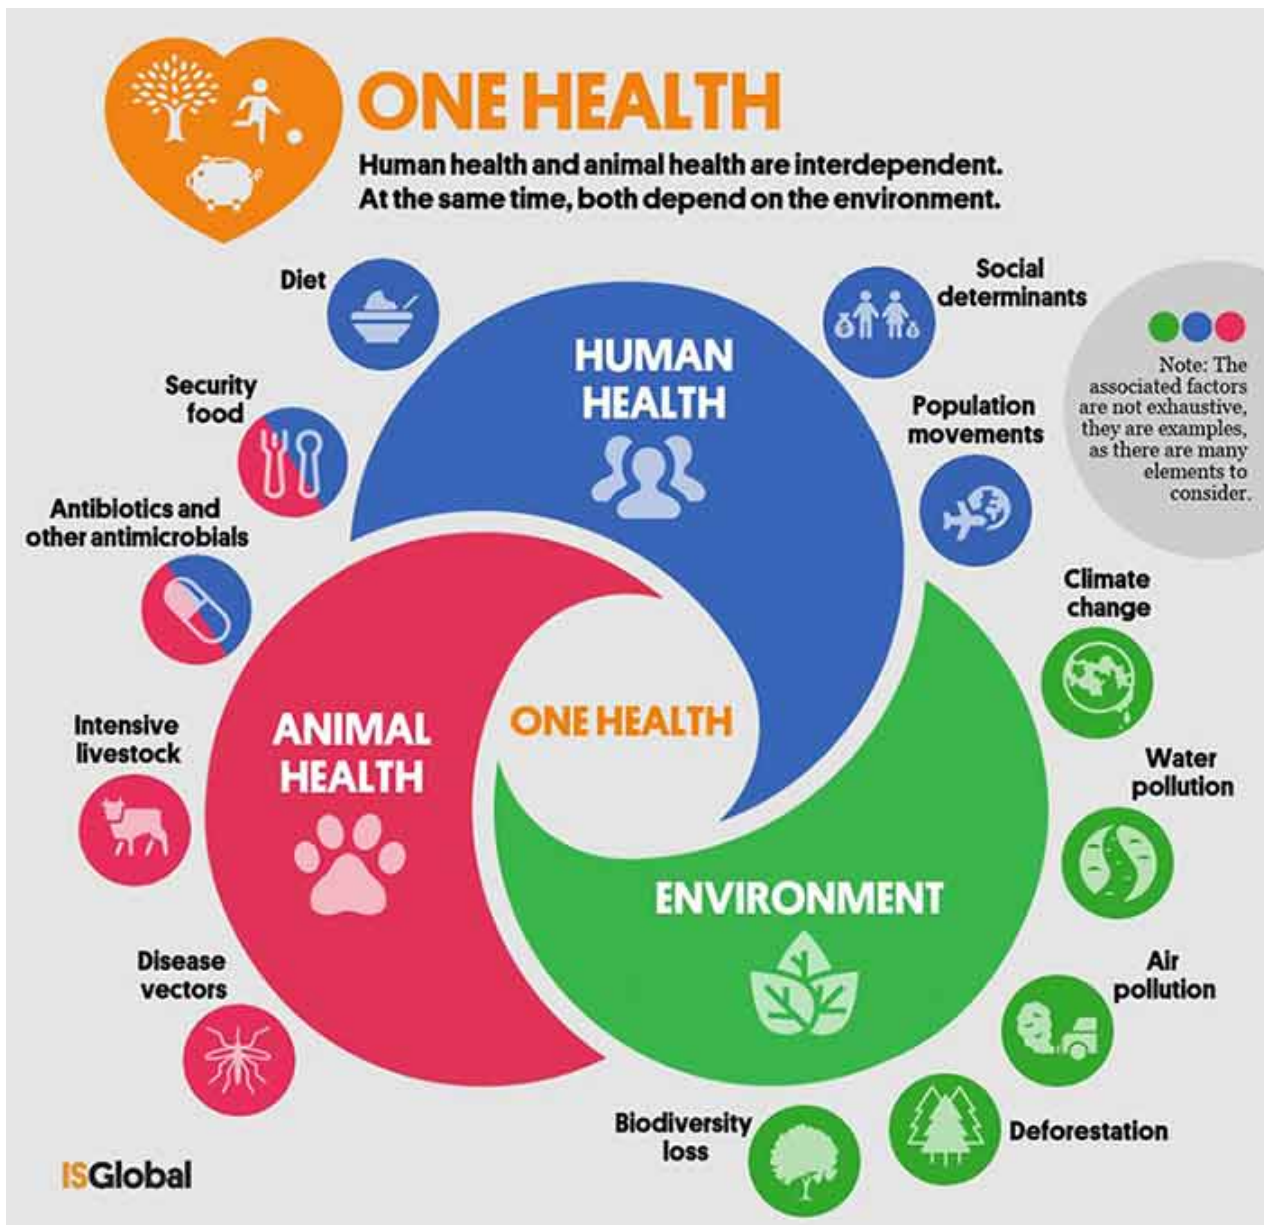 ONE HEALTH
Human health and animal health are interdependent.
At the same time, both depend on the environment.
Diet
Social
determinants
Note: The
associated factors
are not exhaustive,
they are examples,
as there are many
elements to
consider.
HUMAN
HEALTH
Security
food
Population
movements
Antibiotics and
other antimicrobials
Climate
change
ONE HEALTH
ANIMAL
HEALTH
Intensive
livestock
Water
pollution
ENVIRONMENT
Disease
vectors
Air
pollution
Biodiversity
loss
Deforestation
ISGlobal